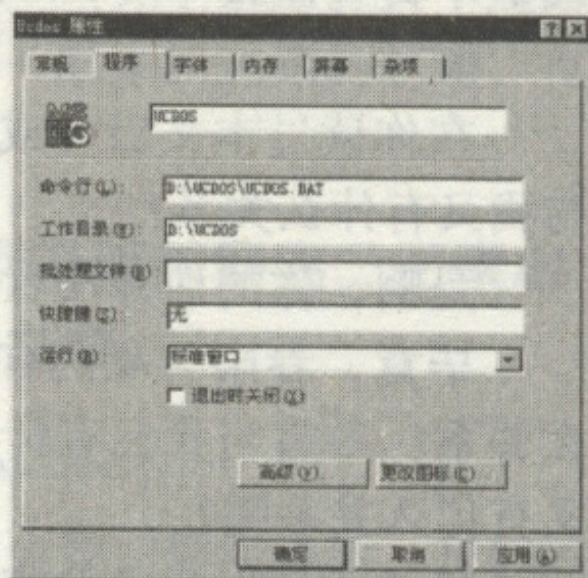 Ucdos 属性
常规 程序 字体 内存 屏幕 杂项
MS
UCDOS
命令行(L): D:\UCDOS\UCDOS.BAT
工作目录(W): D:\UCDOS
批处理文件(B):
快捷键(S): 无
运行(R): 标准窗口
退出时关闭(X)
高级(V)... 更改图标(C)...
确定 取消 应用(A)